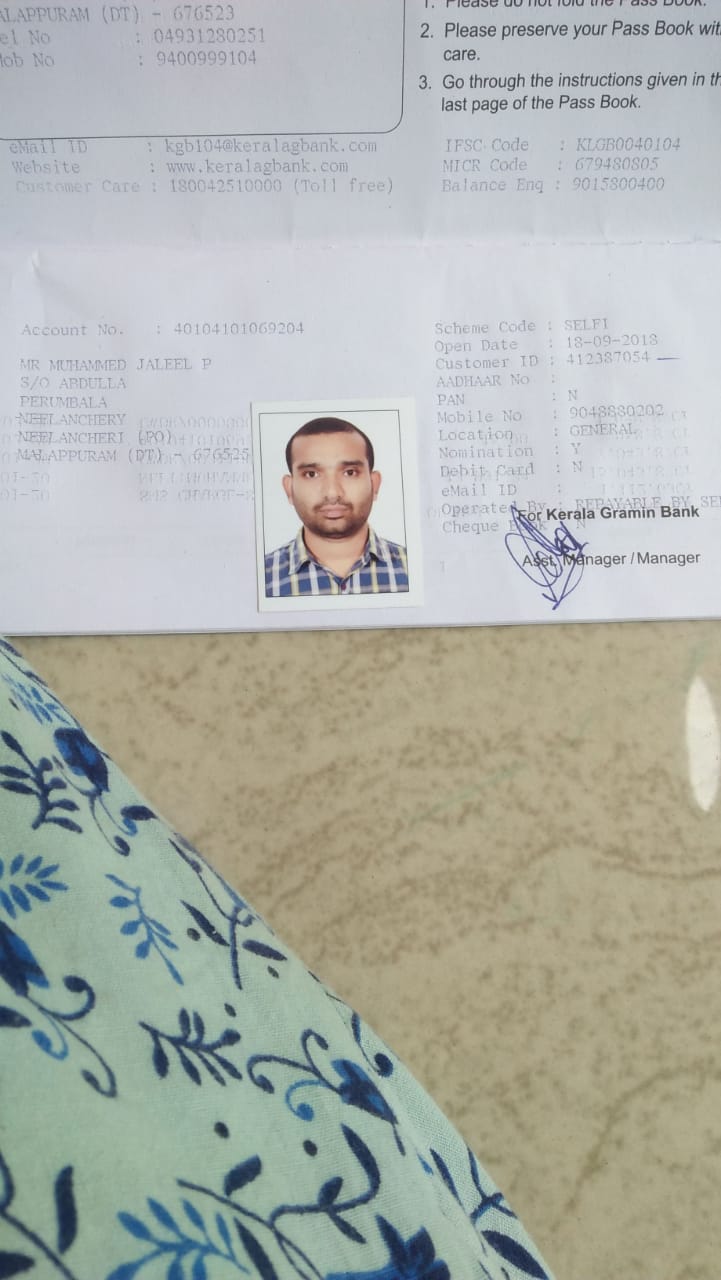 ALAPPURAM (DT) - 676523
el No : 04931280251
ob No : 9400999104
1. Please do not fold the Pass Book.
2. Please preserve your Pass Book wit
care.
3. Go through the instructions given in th
last page of the Pass Book.
eMail ID : kgb104@keralagbank.com
Website : www.keralagbank.com
Customer Care : 180042510000 (Toll free)
IFSC Code : KLGB0040104
MICR Code : 679480805
Balance Enq : 9015800400
Account No. : 40104101069204
MR MUHAMMED JALEEL P
S/O ABDULLA
PERUMBALA
NEELANCHERY
NEELANCHERI (PO)
MALAPPURAM (DT) - 676525
Scheme Code : SELFI
Open Date : 18-09-2018
Customer ID : 412387054
AADHAAR No :
PAN : N
Mobile No : 9048880202
Location : GENERAL
Nomination : Y
Debit Card : N
eMail ID :
Operated By : REPAYABLE BY SEL
Cheque Book : N
For Kerala Gramin Bank
Asst. Manager / Manager